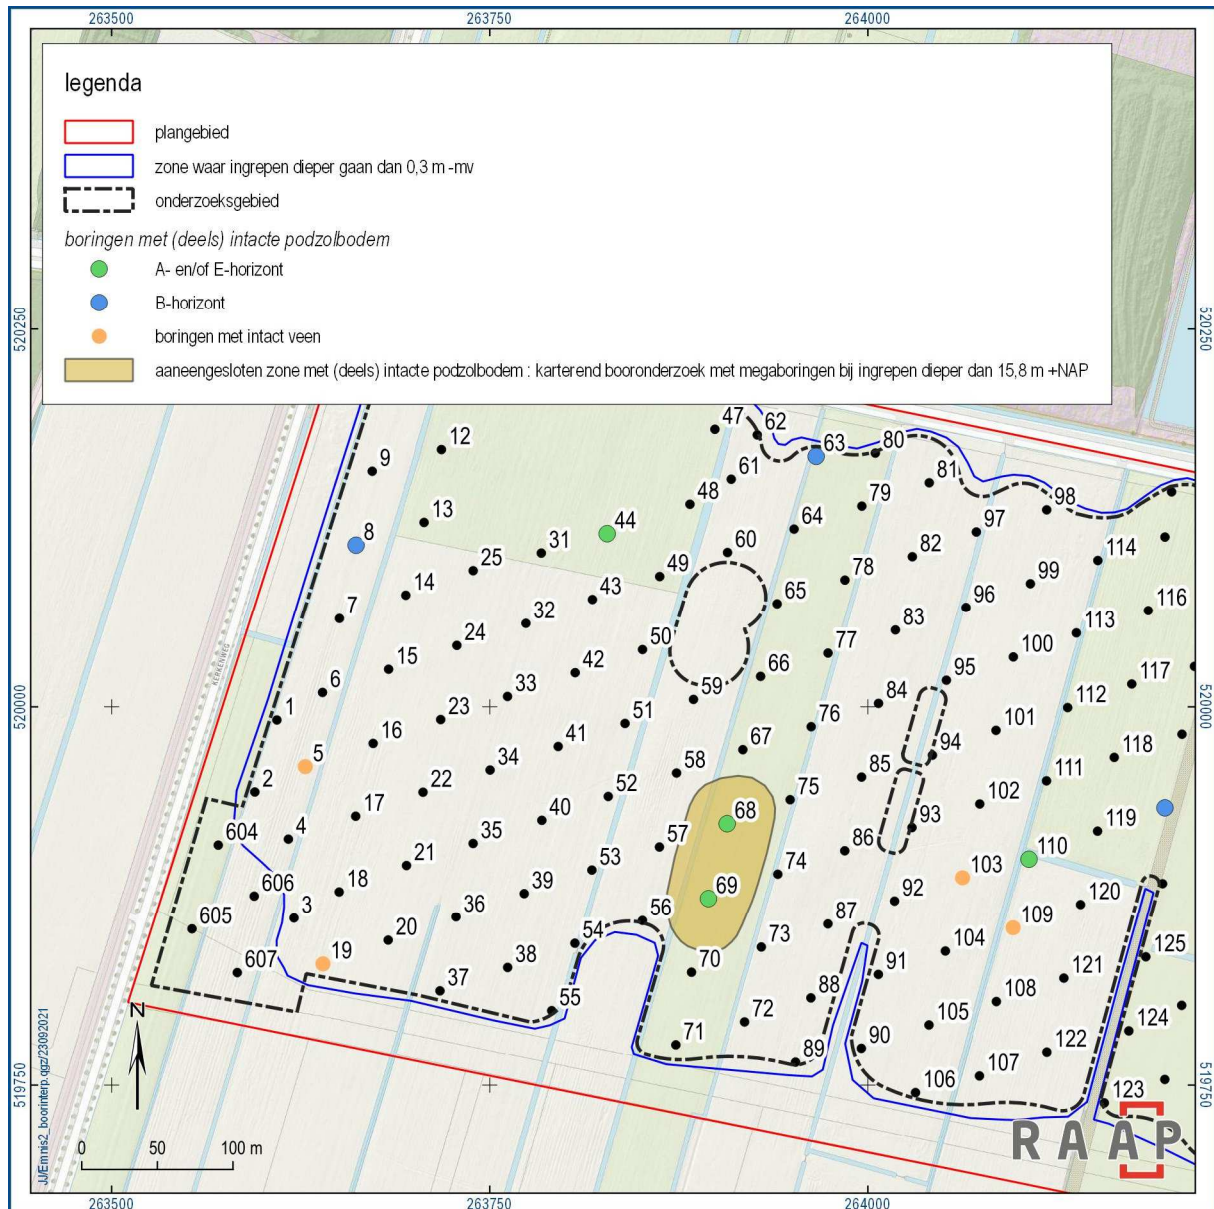 263500 263750 264000
legenda
plangebied
zone waar ingrepen dieper gaan dan 0,3 m -mv
onderzoeksgebied
boringen met (deels) intacte podzolbodem
A- en/of E-horizont
B-horizont
boringen met intact veen
aaneengesloten zone met (deels) intacte podzolbodem : karterend booronderzoek met megaboringen bij ingrepen dieper dan 15,8 m +NAP
520250 520250
47 62 63 80
12
9 61 81
48 79 98
13 44 64 97
8 31 60 82 114
25 49 78 99
14 43 65 96 116
7 32 83 113
24 50 77 100
15 42 66 95 117
KERKENWEG
6 33 59 84 112
520000 520000
1 23 51 76 101
16 41 67 94 118
5 34 58 85 111
2 22 52 75 102
17 40 68 93 119
604 4 35 57 86 110
21 53 74 103
606 18 39 69 92 120
605 3 36 56 87 109
20 54 73 104 125
607 19 38 70 91 121
37 55 72 88 108 124
71 89 90 105 122
519750 519750
106 107 123
N
0 50 100 m
JJ/Emnis2_boorinterp.qgz/23092021
RAAP
263500 263750 264000